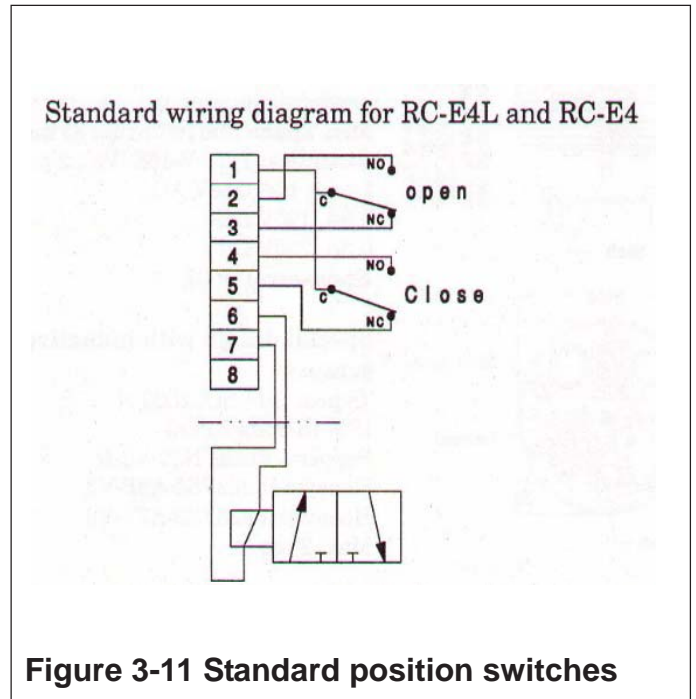 Standard wiring diagram for RC-E4L and RC-E4
1
2
3
4
5
6
7
8
NO
C
NC
open
NO
C
NC
Close
Figure 3-11 Standard position switches